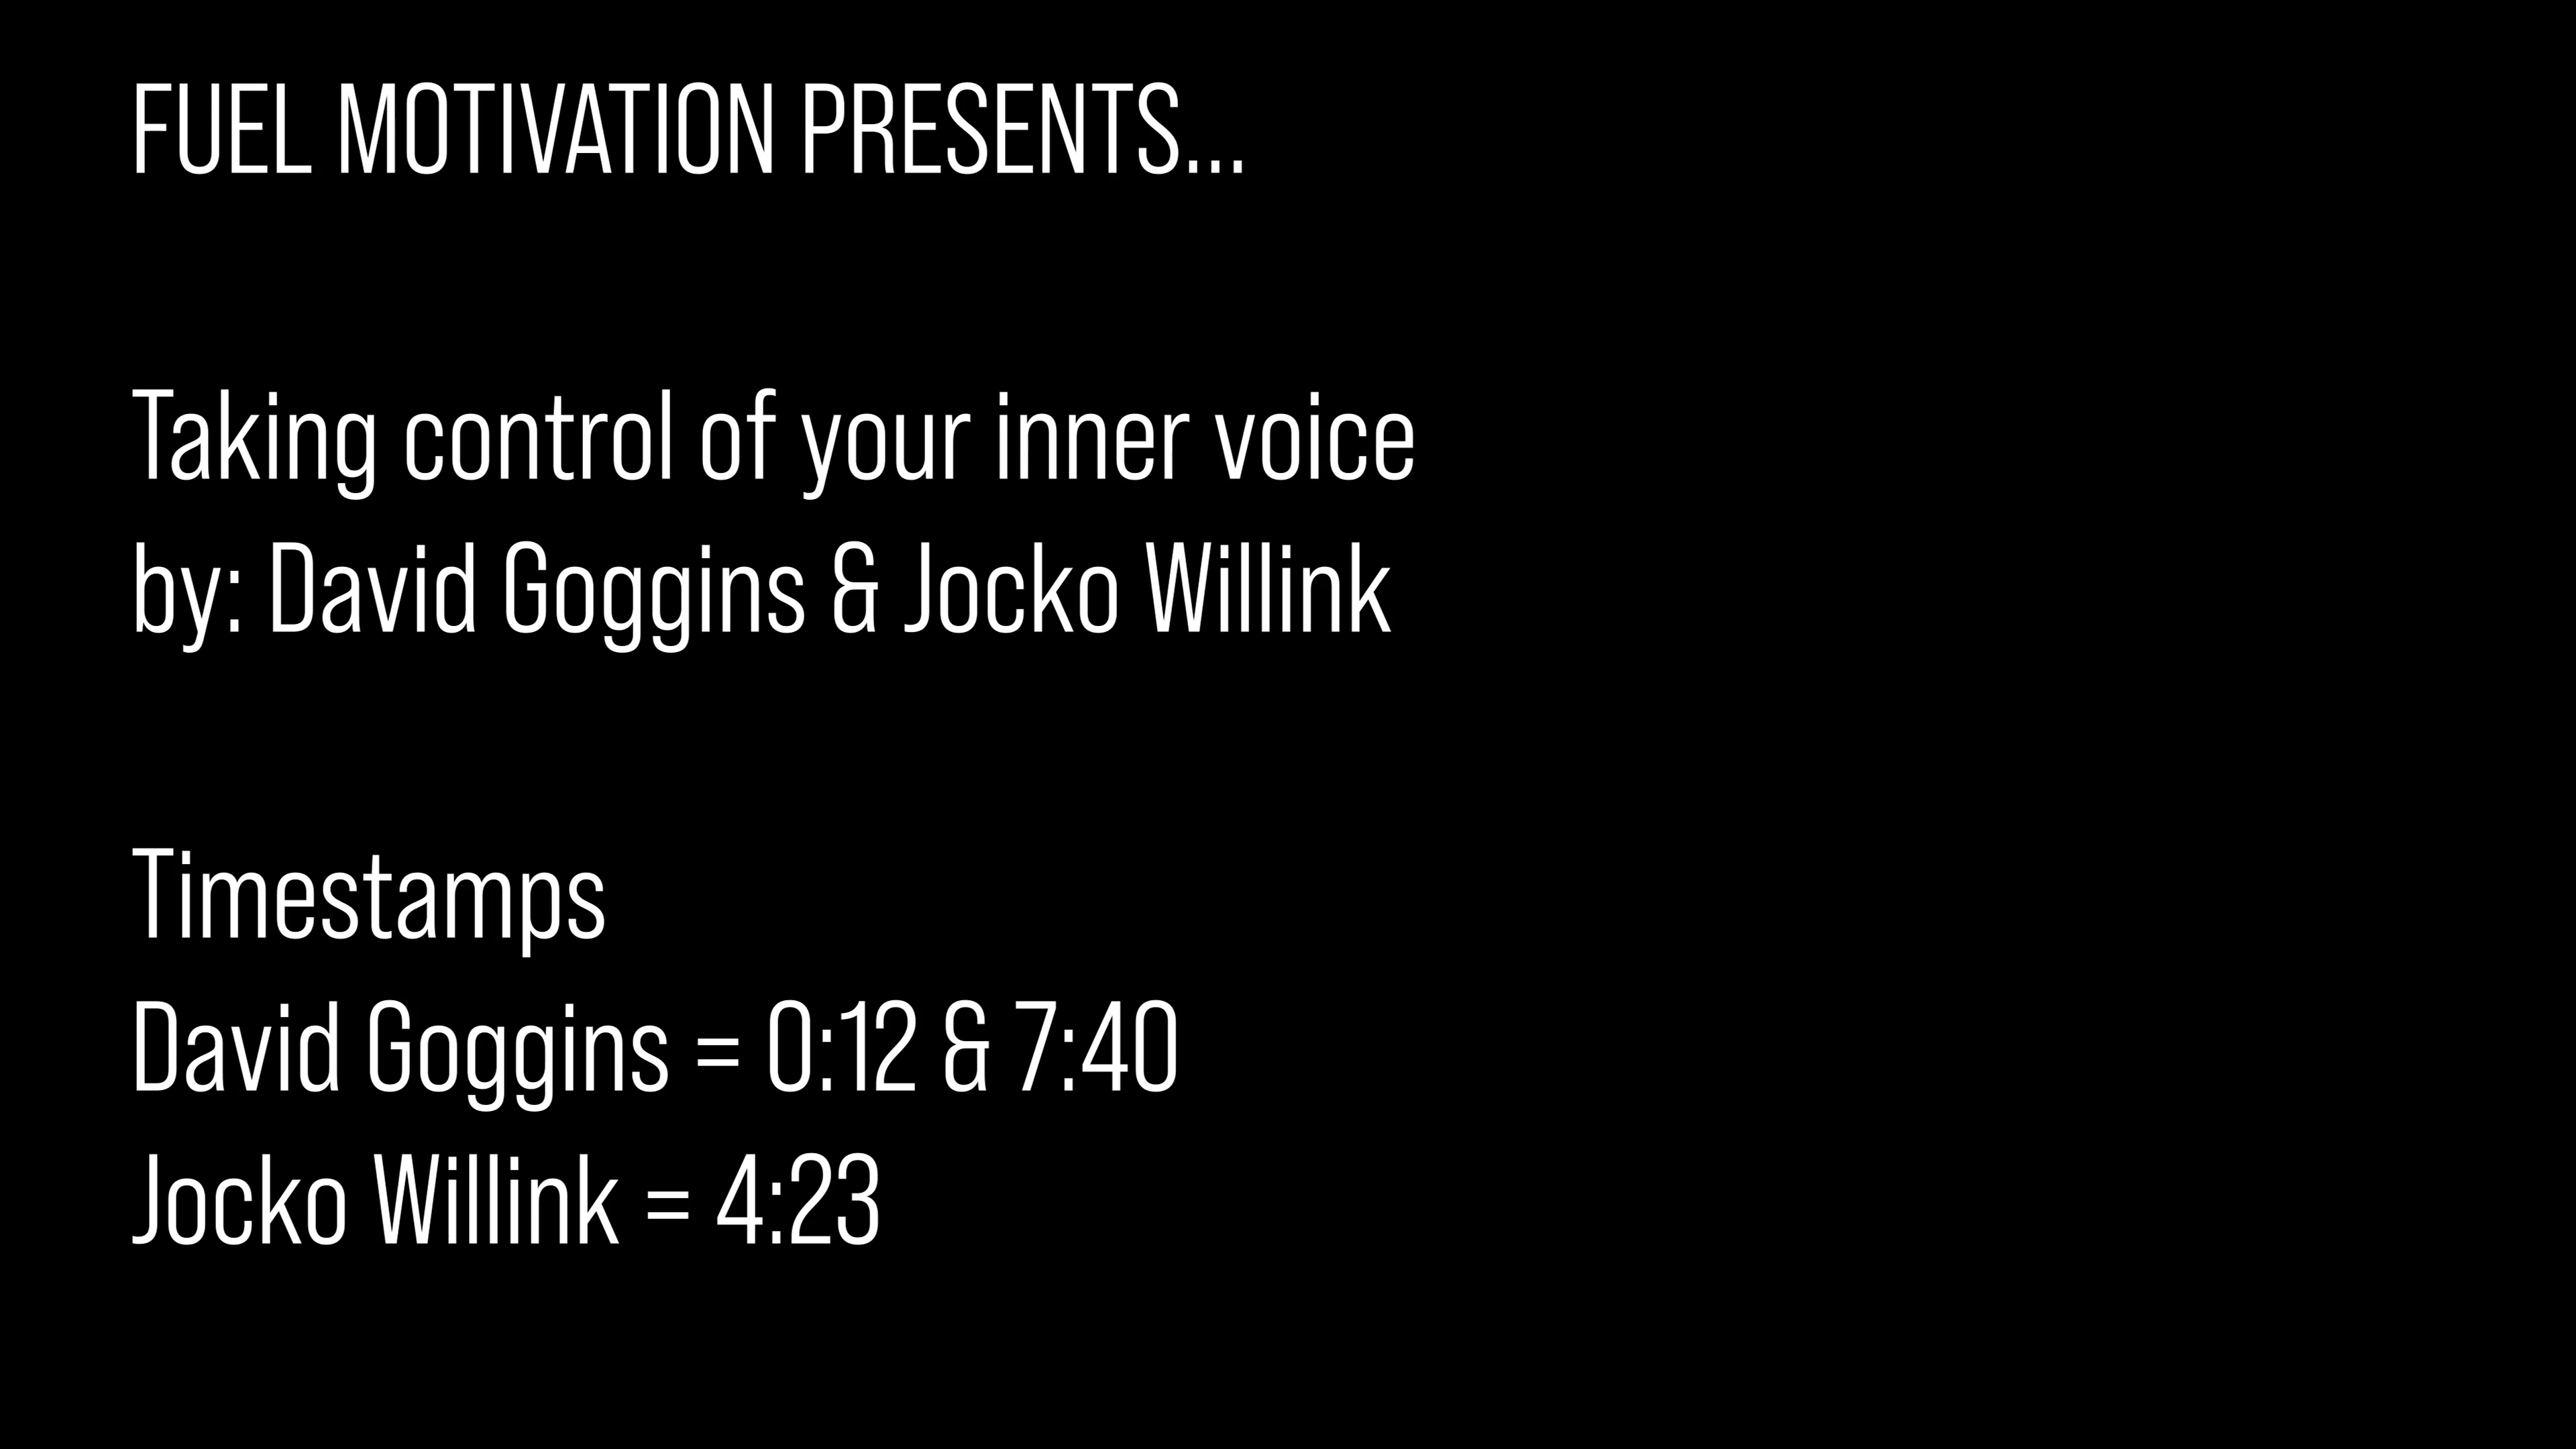 FUEL MOTIVATION PRESENTS...
Taking control of your inner voice
by: David Goggins & Jocko Willink
Timestamps
David Goggins = 0:12 & 7:40
Jocko Willink = 4:23